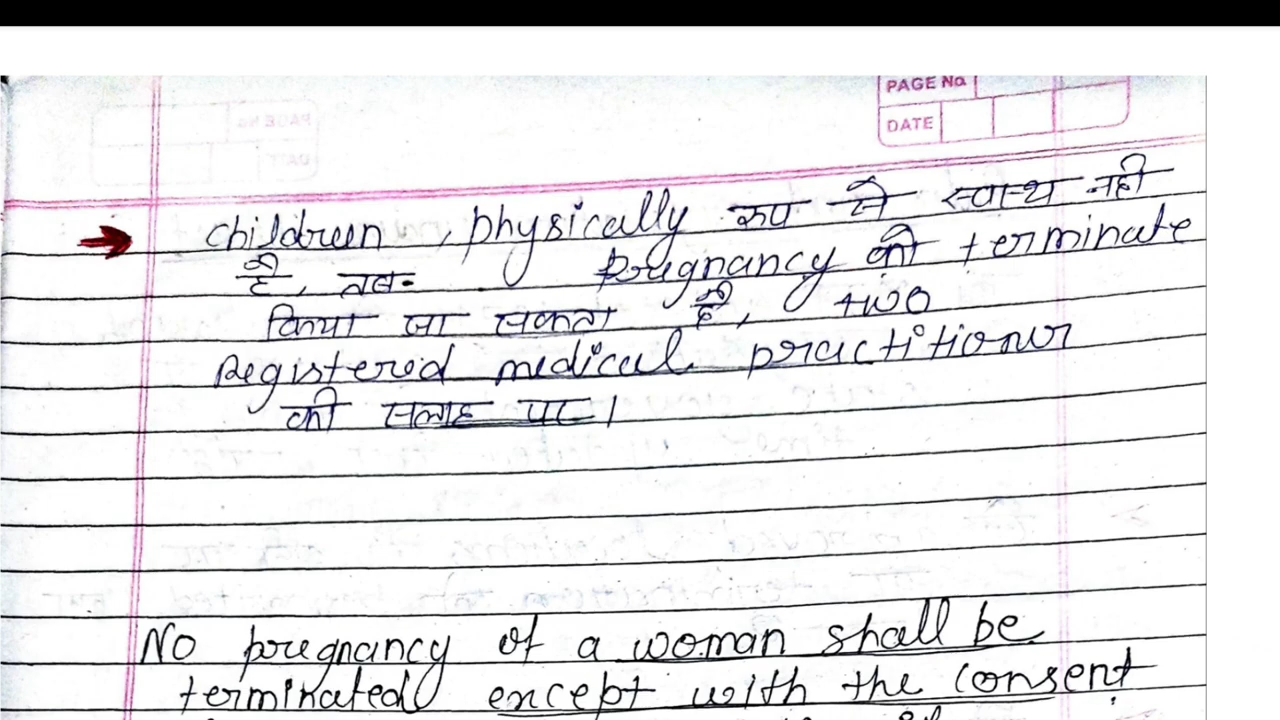 PAGE No.
DATE
children, physically रूप से स्वास्थ नही
है, तब pregnancy को terminate
किया जा सकता है, two
Registered medical practitioner
की सलाह पर।
No pregnancy of a woman shall be
terminated except with the consent